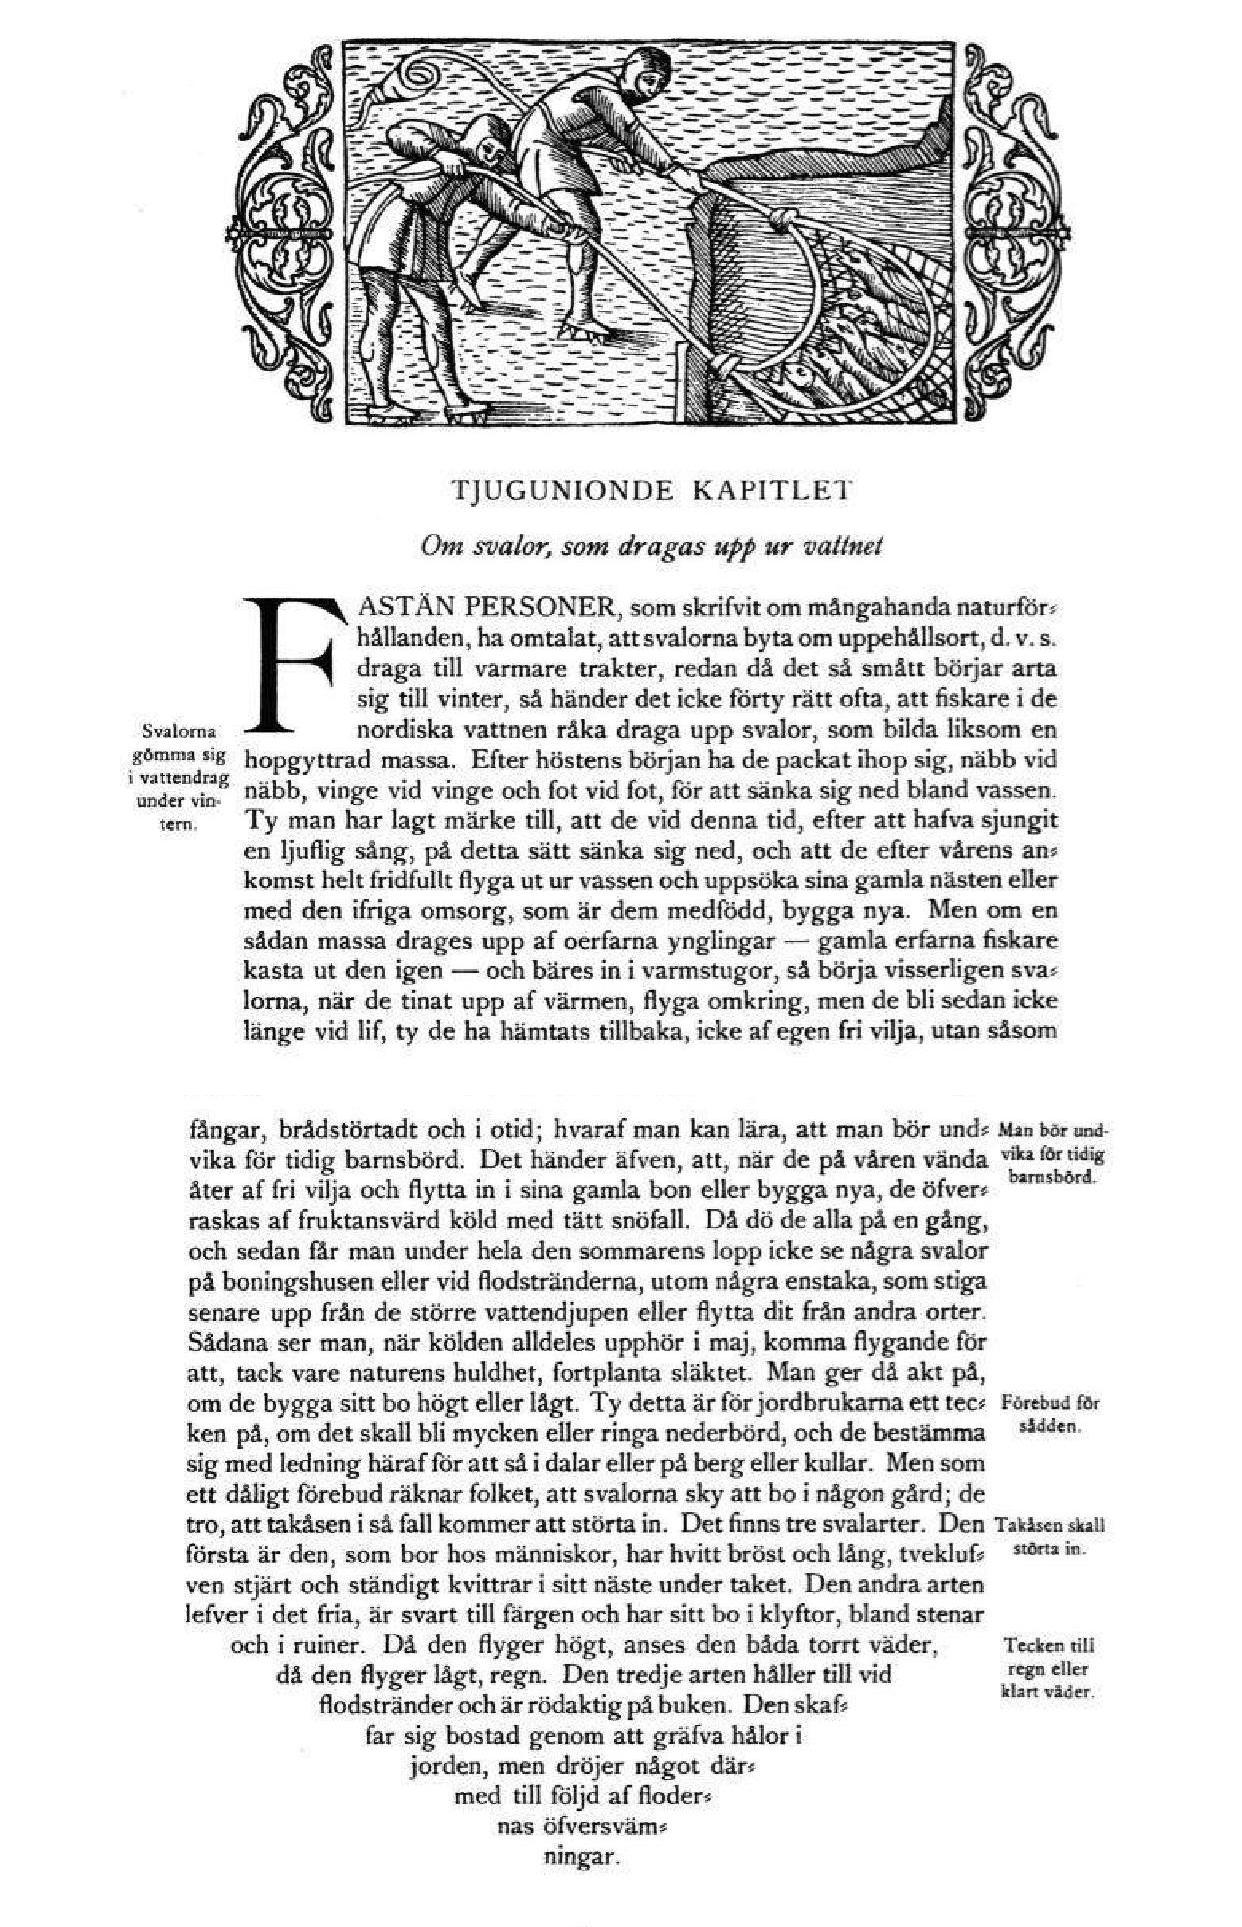 TJUGUNIONDE KAPITLET
Om svalor, som dragas upp ur vattnet
FASTÄN PERSONER, som skrifvit om mångahanda naturför-
hållanden, ha omtalat, att svalorna byta om uppehållsort, d. v. s.
draga till varmare trakter, redan då det så smått börjar arta
sig till vinter, så händer det icke förty rätt ofta, att fiskare i de
nordiska vattnen råka draga upp svalor, som bilda liksom en
hopgyttrad massa. Efter höstens början ha de packat ihop sig, näbb vid
näbb, vinge vid vinge och fot vid fot, för att sänka sig ned bland vassen.
Ty man har lagt märke till, att de vid denna tid, efter att hafva sjungit
en ljuflig sång, på detta sätt sänka sig ned, och att de efter vårens an-
komst helt fridfullt flyga ut ur vassen och uppsöka sina gamla nästen eller
med den ifriga omsorg, som är dem medfödd, bygga nya. Men om en
sådan massa drages upp af oerfarna ynglingar — gamla erfarna fiskare
kasta ut den igen — och bäres in i varmstugor, så börja visserligen sva-
lorna, när de tinat upp af värmen, flyga omkring, men de bli sedan icke
länge vid lif, ty de ha hämtats tillbaka, icke af egen fri vilja, utan såsom
Svalorna
gömma sig
i vattendrag
under vin-
tern.
fångar, brådstörtadt och i otid; hvaraf man kan lära, att man bör und-
vika för tidig barnsbörd. Det händer äfven, att, när de på våren vända
åter af fri vilja och flytta in i sina gamla bon eller bygga nya, de öfver-
raskas af fruktansvärd köld med tätt snöfall. Då dö de alla på en gång,
och sedan får man under hela den sommarens lopp icke se några svalor
på boningshusen eller vid flodstränderna, utom några enstaka, som stiga
senare upp från de större vattendjupen eller flytta dit från andra orter.
Sådana ser man, när kölden alldeles upphör i maj, komma flygande för
att, tack vare naturens huldhet, fortplanta släktet. Man ger då akt på,
om de bygga sitt bo högt eller lågt. Ty detta är för jordbrukarna ett tec-
ken på, om det skall bli mycken eller ringa nederbörd, och de bestämma
sig med ledning häraf för att så i dalar eller på berg eller kullar. Men som
ett dåligt förebud räknar folket, att svalorna sky att bo i någon gård; de
tro, att takåsen i så fall kommer att störta in. Det finns tre svalarter. Den
första är den, som bor hos människor, har hvitt bröst och lång, tvekluf-
ven stjärt och ständigt kvittrar i sitt näste under taket. Den andra arten
lefver i det fria, är svart till färgen och har sitt bo i klyftor, bland stenar
och i ruiner. Då den flyger högt, anses den båda torrt väder,
då den flyger lågt, regn. Den tredje arten håller till vid
flodstränder och är rödaktig på buken. Den skaf-
far sig bostad genom att gräfva hålor i
jorden, men dröjer något där-
med till följd af floder-
nas öfversväm-
ningar.
Man bör und-
vika för tidig
barnsbörd.
Förebud för
sådden.
Takåsen skall
störta in.
Tecken till
regn eller
klart väder.